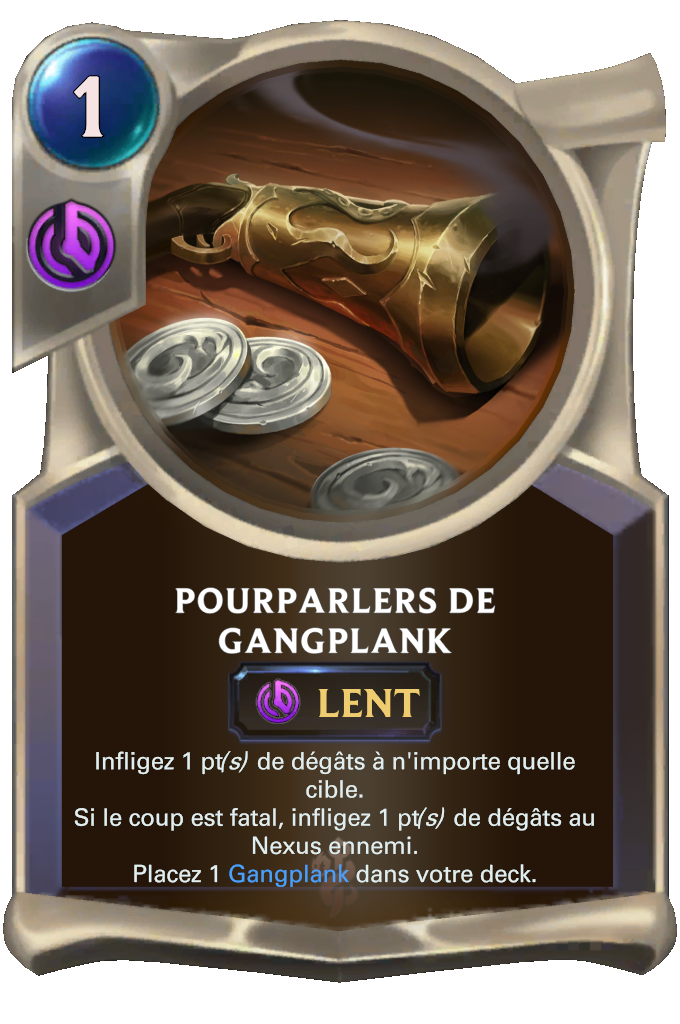 1
POURPARLERS DE
GANGPLANK
LENT
Infligez 1 pt(s) de dégâts à n'importe quelle
cible.
Si le coup est fatal, infligez 1 pt(s) de dégâts au
Nexus ennemi.
Placez 1 Gangplank dans votre deck.